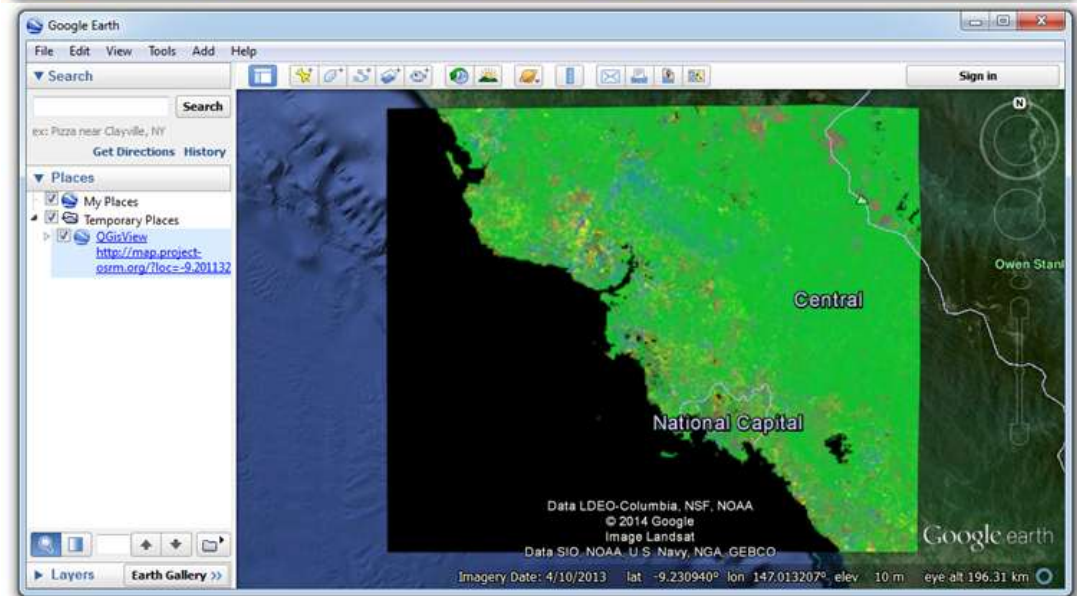 Google Earth
File Edit View Tools Add Help
Search
Search
ex: Pizza near Clayville, NY
Get Directions History
Places
My Places
Temporary Places
QGisView
http://map.project-
osrm.org/?loc=-9.201132
Layers
Earth Gallery >>
Sign in
N
Owen Stanl
Central
National Capital
Data LDEO-Columbia, NSF, NOAA
© 2014 Google
Image Landsat
Data SIO, NOAA, U.S. Navy, NGA, GEBCO
Google earth
Imagery Date: 4/10/2013 lat -9.230940° lon 147.013207° elev 10 m eye alt 196.31 km